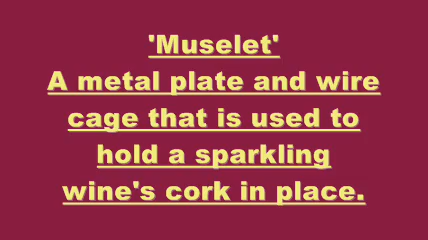 'Muselet'
A metal plate and wire
cage that is used to
hold a sparkling
wine's cork in place.